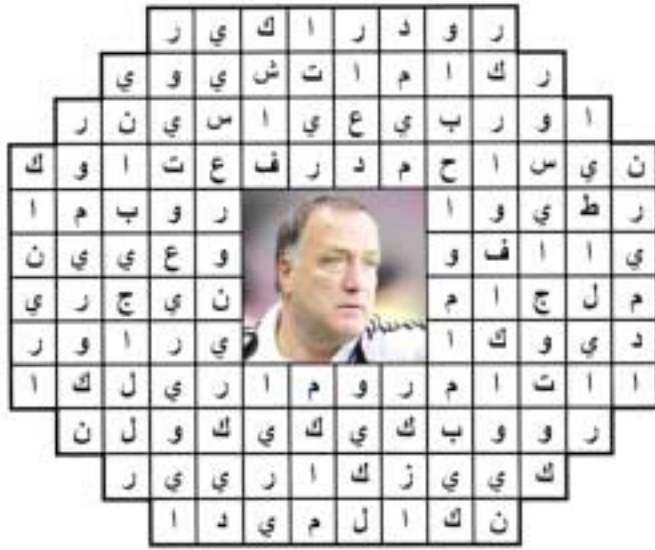 ر و د ر ا ك ي ر
ر ك ا م ا ت ش ي و ي
ا و ر ب ي ع ي ا س ي ن ر
ن ي س ا ح م د ر ف ع ت ا و ك
ر ط ي و ا ر و ب م ا
ي ا ا ف و و ع ي ي ن
م ل ج ا م ن ي ج ر ي
د ي و ك ا ي ر ا و ر
ا ا ت ا م ر و م ا ر ي ل ك ا
ر و و ب ك ي ك ي ك و ل ن
ك ي ي ز ك ا ر ي ي ر
ن ك ا ل م ي د ا